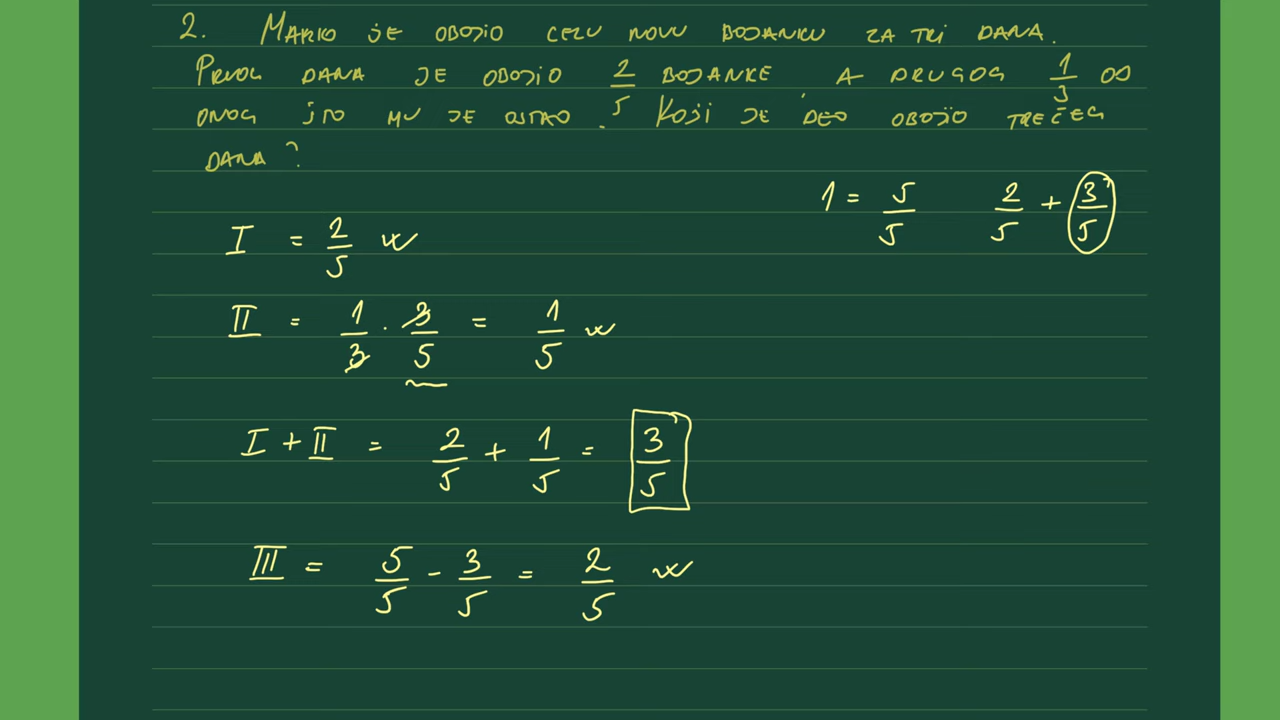 2. MARKO JE OBOJIO CELU NOVU BOJANKU ZA TRI DANA.
PRVOG DANA JE OBOJIO 2/5 BOJANKE, A DRUGOG 1/3 OD
ONOG ŠTO MU JE OSTAO. KOJI JE DEO OBOJIO TREĆEG
DANA?
1 = 5/5 2/5 + 3/5
I = 2/5
II = 1/3 · 3/5 = 1/5
I + II = 2/5 + 1/5 = 3/5
III = 5/5 - 3/5 = 2/5